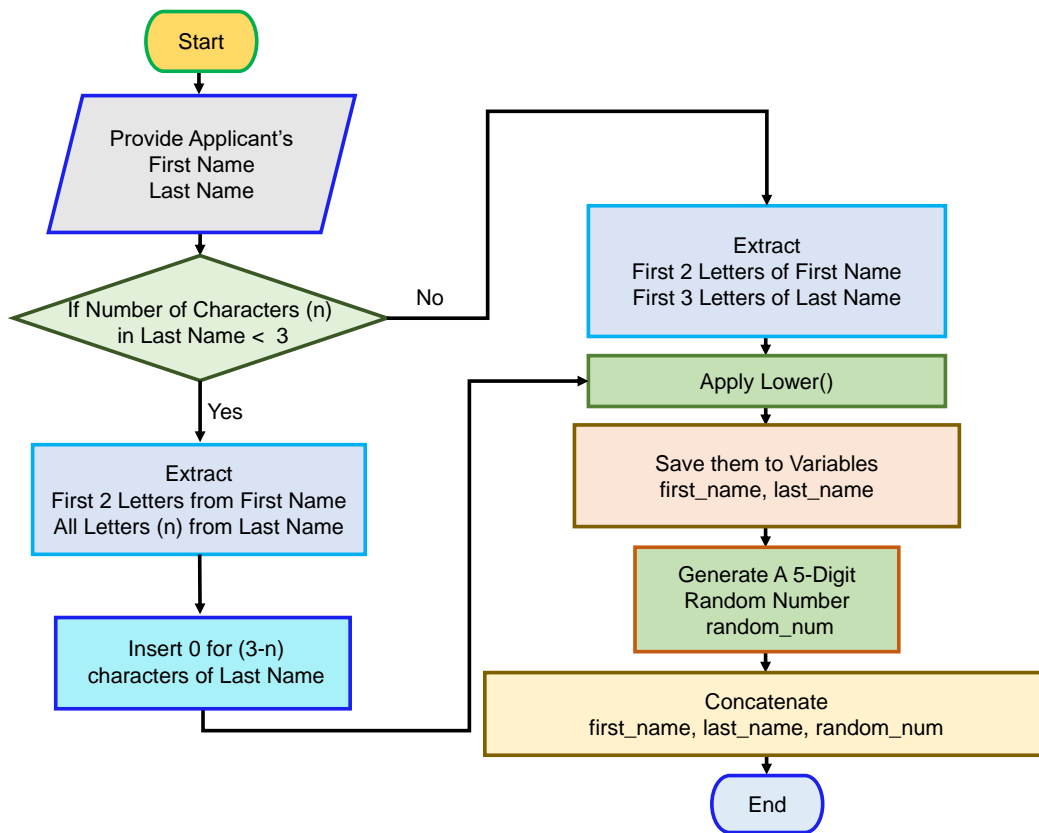 Start
Provide Applicant's
First Name
Last Name
If Number of Characters (n)
in Last Name < 3
No
Yes
Extract
First 2 Letters from First Name
All Letters (n) from Last Name
Insert 0 for (3-n)
characters of Last Name
Extract
First 2 Letters of First Name
First 3 Letters of Last Name
Apply Lower()
Save them to Variables
first_name, last_name
Generate A 5-Digit
Random Number
random_num
Concatenate
first_name, last_name, random_num
End